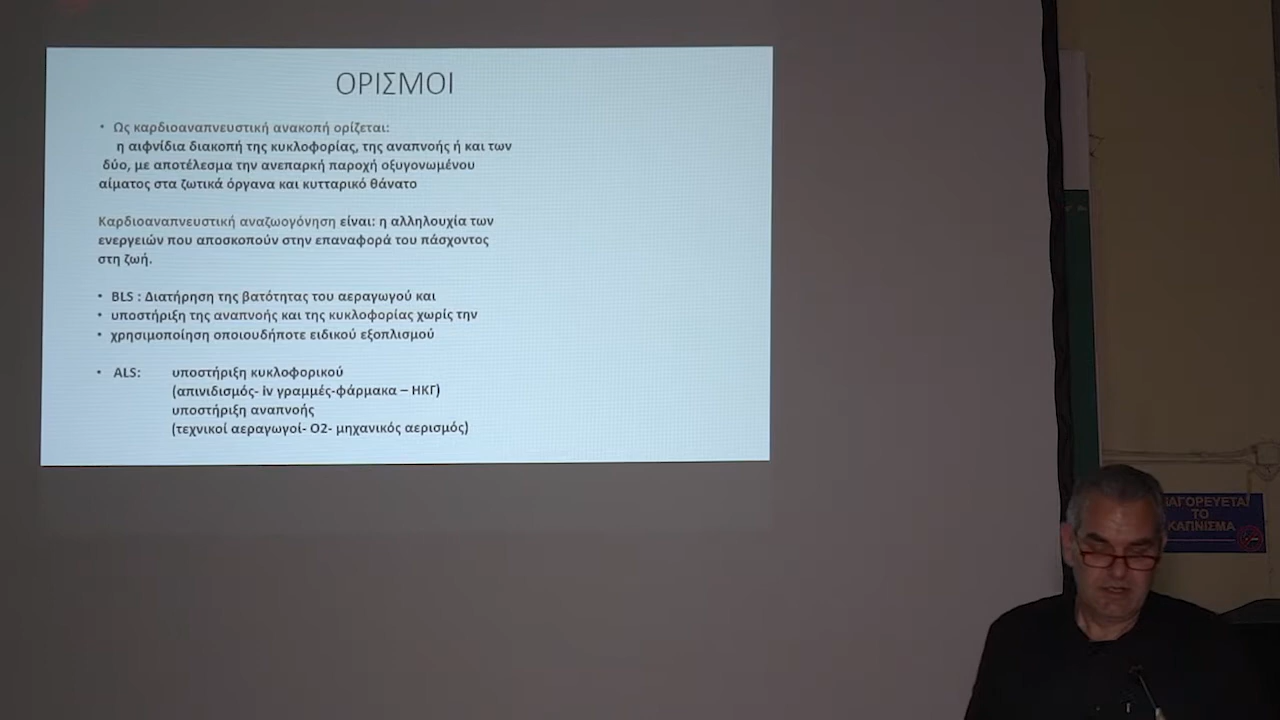 ΟΡΙΣΜΟΙ
• Ως καρδιοαναπνευστική ανακοπή ορίζεται:
η αιφνίδια διακοπή της κυκλοφορίας, της αναπνοής ή και των
δύο, με αποτέλεσμα την ανεπαρκή παροχή οξυγονωμένου
αίματος στα ζωτικά όργανα και κυτταρικό θάνατο
Καρδιοαναπνευστική αναζωογόνηση είναι: η αλληλουχία των
ενεργειών που αποσκοπούν στην επαναφορά του πάσχοντος
στη ζωή.
• BLS : Διατήρηση της βατότητας του αεραγωγού και
• υποστήριξη της αναπνοής και της κυκλοφορίας χωρίς την
• χρησιμοποίηση οποιουδήποτε ειδικού εξοπλισμού
• ALS: υποστήριξη κυκλοφορικού
(απινιδισμός- iv γραμμές-φάρμακα – ΗΚΓ)
υποστήριξη αναπνοής
(τεχνικοί αεραγωγοί- Ο2- μηχανικός αερισμός)
ΑΓΟΡΕΥΕΤΑΙ
ΤΟ
ΚΑΠΝΙΣΜΑ